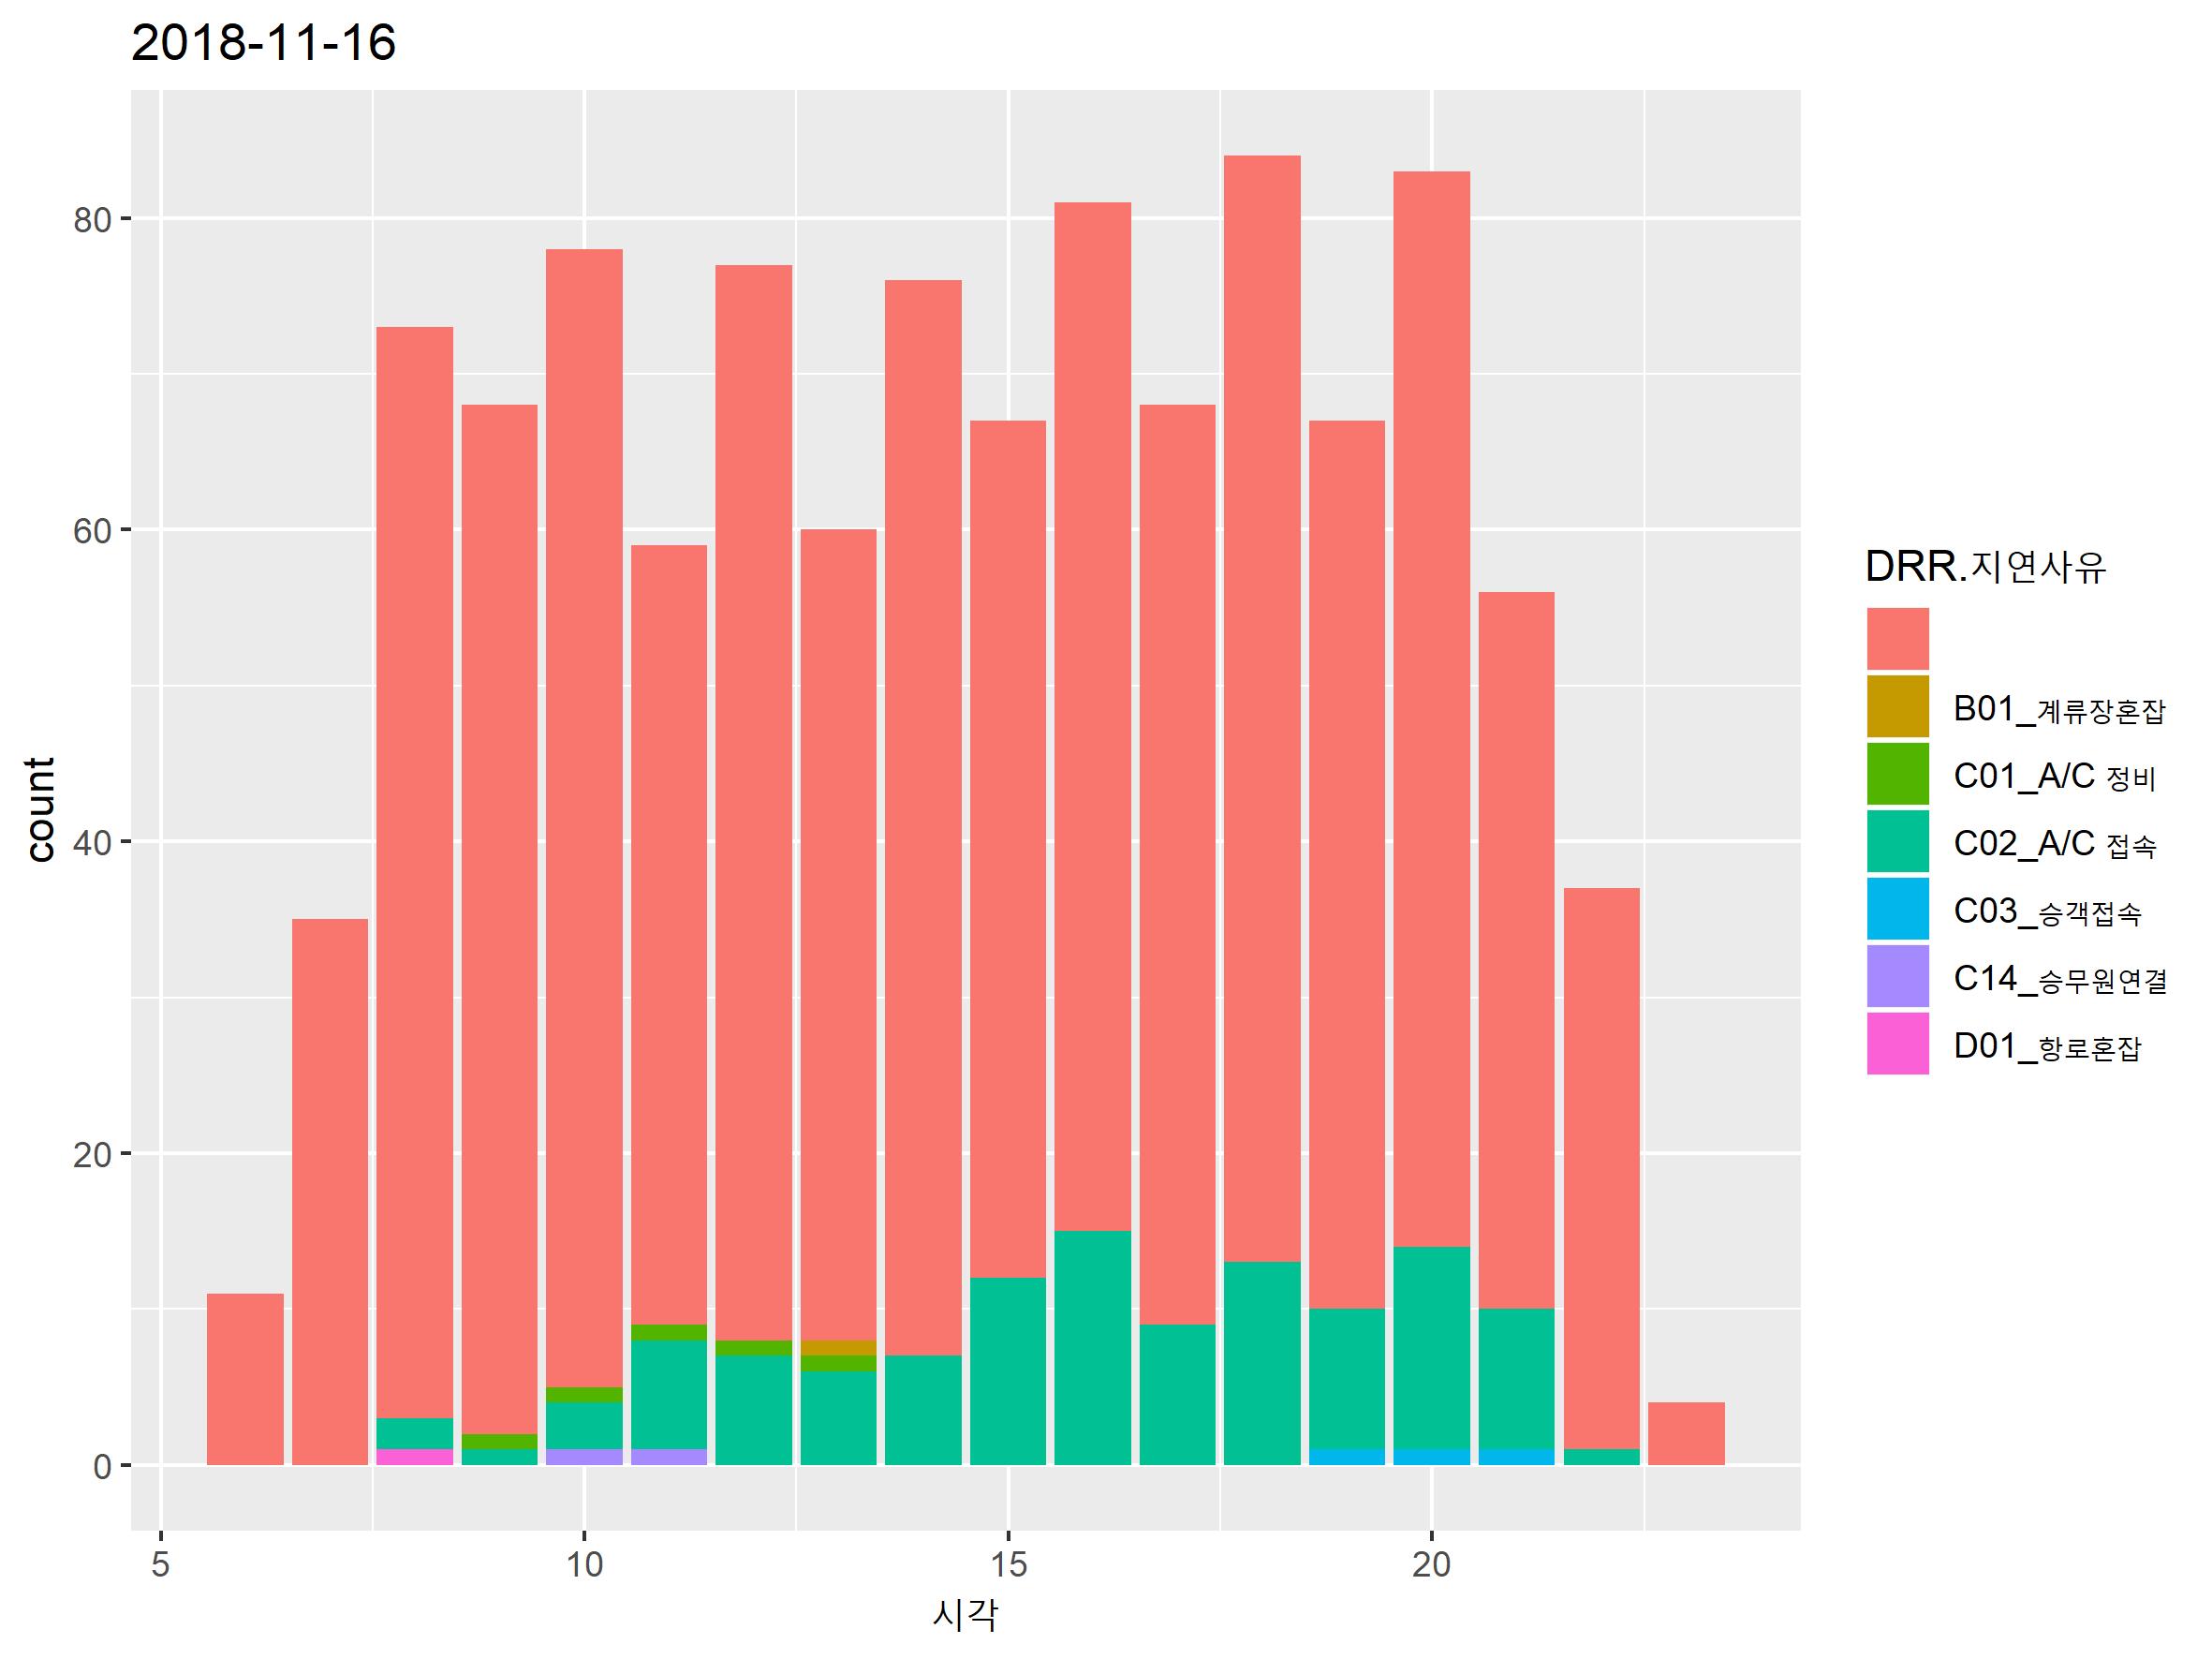 2018-11-16
80
60
40
20
0
count
5
10
15
20
시각
DRR.지연사유
B01_계류장혼잡
C01_A/C 정비
C02_A/C 접속
C03_승객접속
C14_승무원연결
D01_항로혼잡